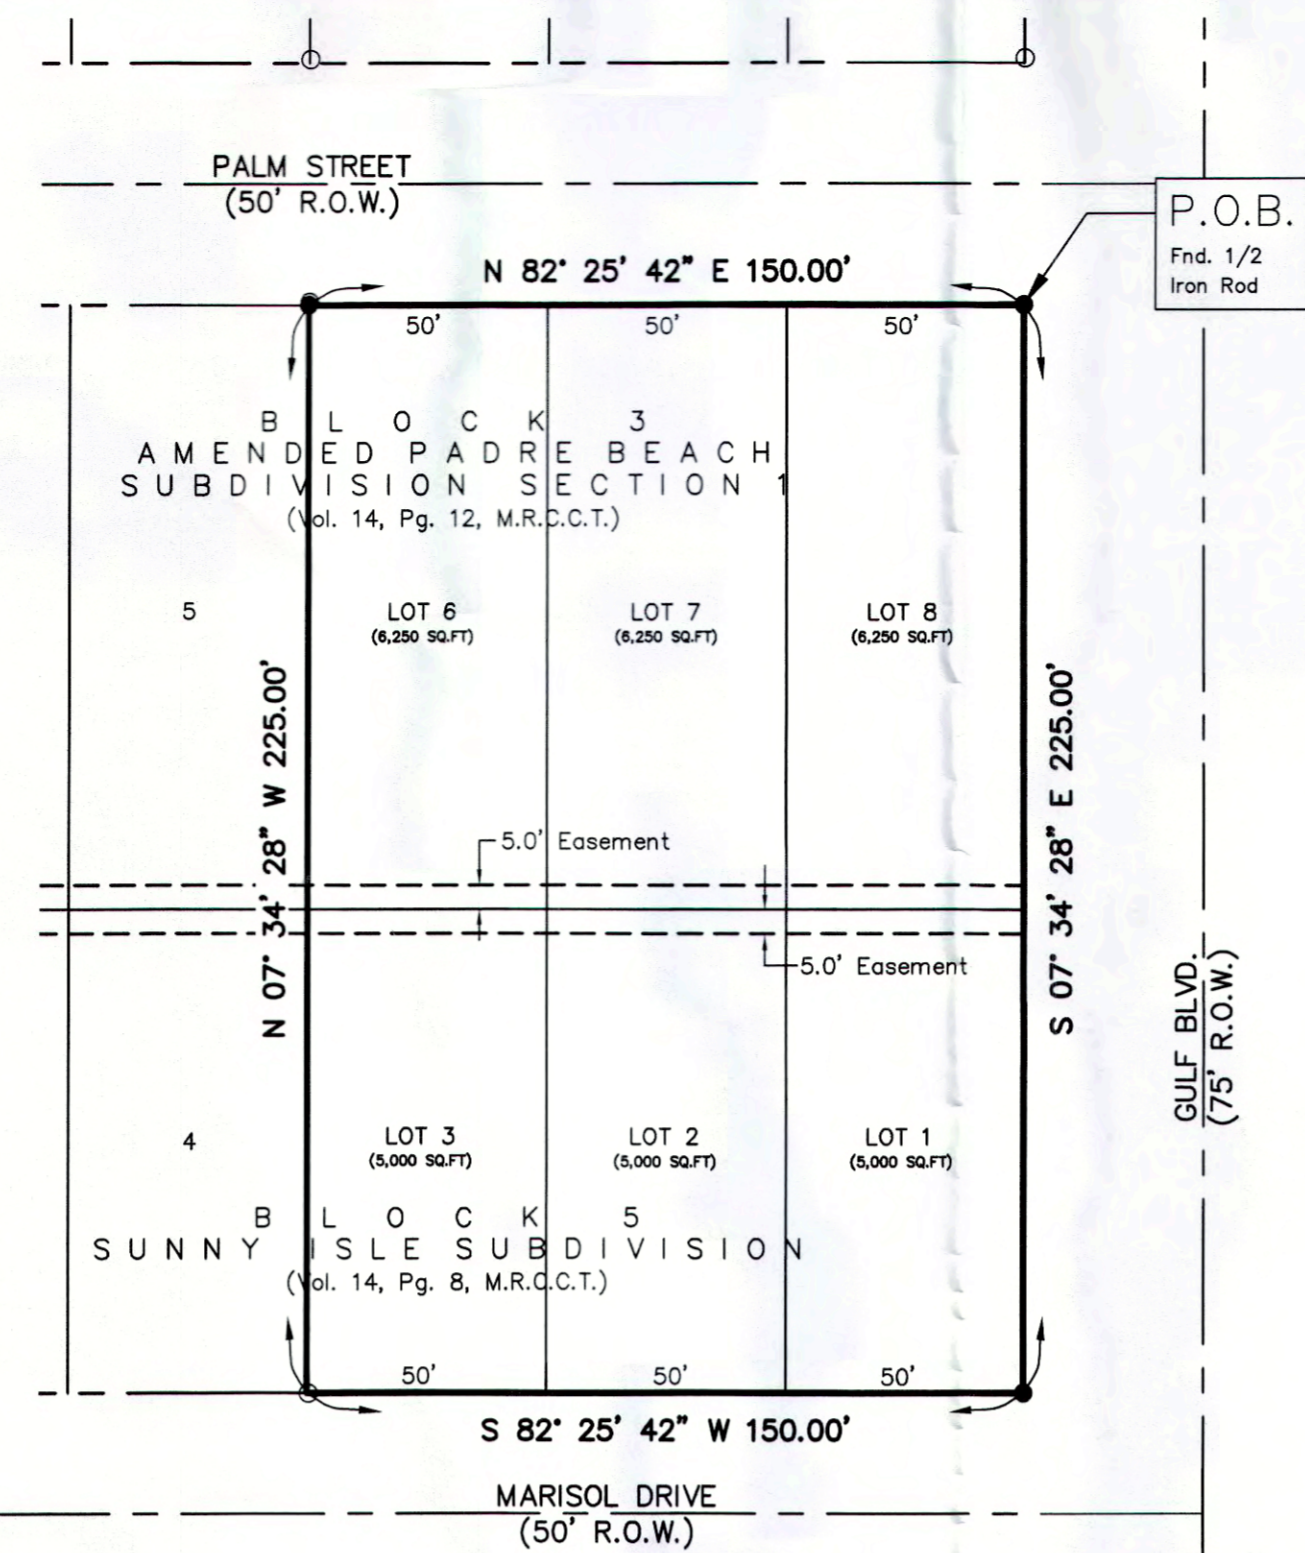 PALM STREET
(50' R.O.W.)
P.O.B.
Fnd. 1/2
Iron Rod
N 82° 25' 42" E 150.00'
50' 50' 50'
BLOCK 3
AMENDED PADRE BEACH
SUBDIVISION SECTION 1
(Vol. 14, Pg. 12, M.R.C.C.T.)
5
LOT 6
(6,250 SQ.FT)
LOT 7
(6,250 SQ.FT)
LOT 8
(6,250 SQ.FT)
N 07° 34' 28" W 225.00'
S 07° 34' 28" E 225.00'
5.0' Easement
5.0' Easement
GULF BLVD.
(75' R.O.W.)
4
LOT 3
(5,000 SQ.FT)
LOT 2
(5,000 SQ.FT)
LOT 1
(5,000 SQ.FT)
BLOCK 5
SUNNY ISLE SUBDIVISION
(Vol. 14, Pg. 8, M.R.C.C.T.)
50' 50' 50'
S 82° 25' 42" W 150.00'
MARISOL DRIVE
(50' R.O.W.)